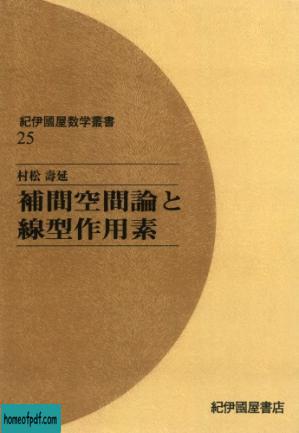 紀伊國屋数学叢書
25
村松 壽延
補間空間論と
線型作用素
紀伊國屋書店
homeofpdf.com